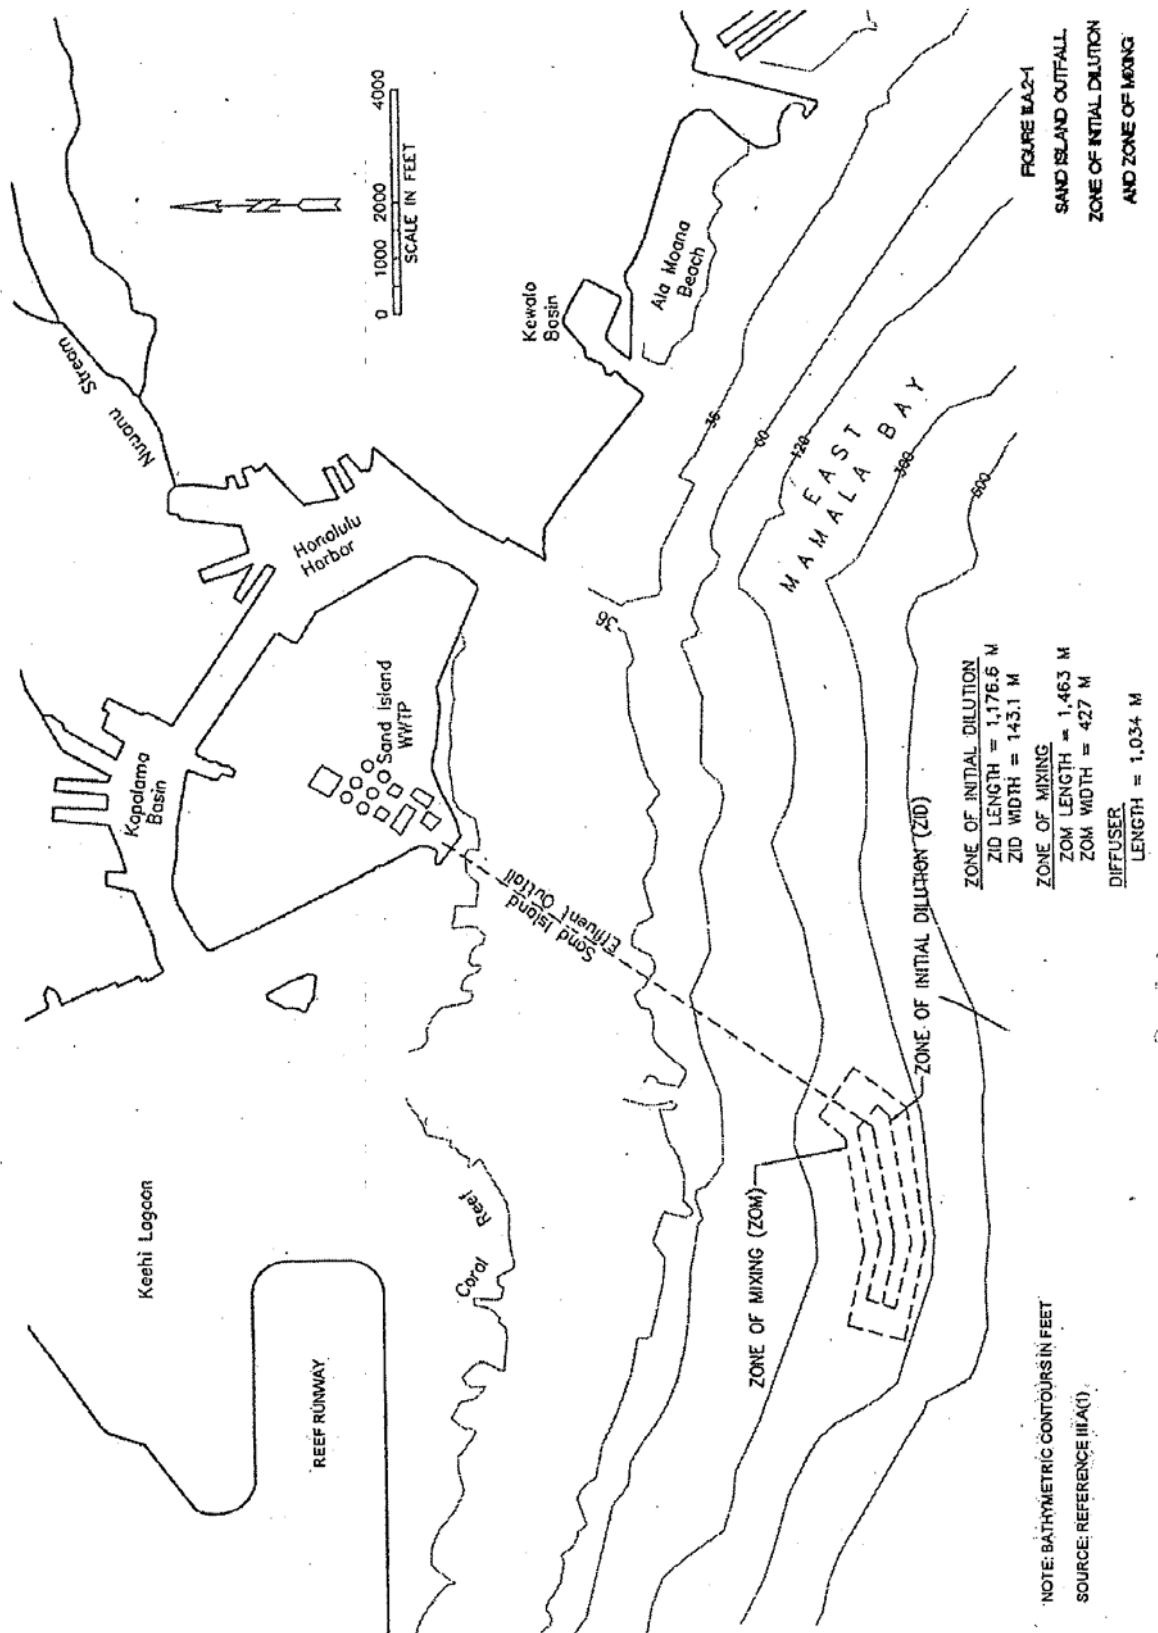 Nuuanu
Stream
0 1000 2000 4000
SCALE IN FEET
Kapalama
Basin
Honolulu
Harbor
Keehi Lagoon
Sand Island
WWTP
Kewalo
Basin
REEF RUNWAY
Ala Moana
Beach
Coral Reef
Sand Island
Effluent Outfall
36
36
60
120
300
600
EAST
MAMALA BAY
ZONE OF MIXING (ZOM)
ZONE OF INITIAL DILUTION (ZID)
ZONE OF INITIAL DILUTION
ZID LENGTH = 1,176.6 M
ZID WIDTH = 143.1 M
ZONE OF MIXING
ZOM LENGTH = 1,463 M
ZOM WIDTH = 427 M
DIFFUSER
LENGTH = 1,034 M
NOTE: BATHYMETRIC CONTOURS IN FEET
SOURCE: REFERENCE III.A(1)
FIGURE III.A.2-1
SAND ISLAND OUTFALL
ZONE OF INITIAL DILUTION
AND ZONE OF MIXING